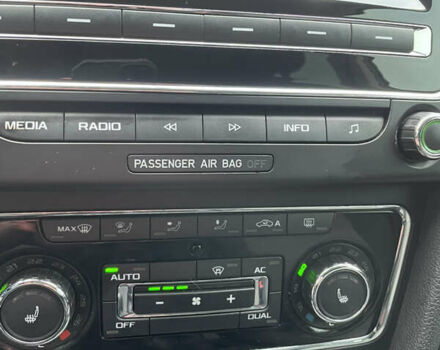 MEDIA RADIO INFO
PASSENGER AIR BAG OFF
MAX A
AUTO AC
OFF DUAL